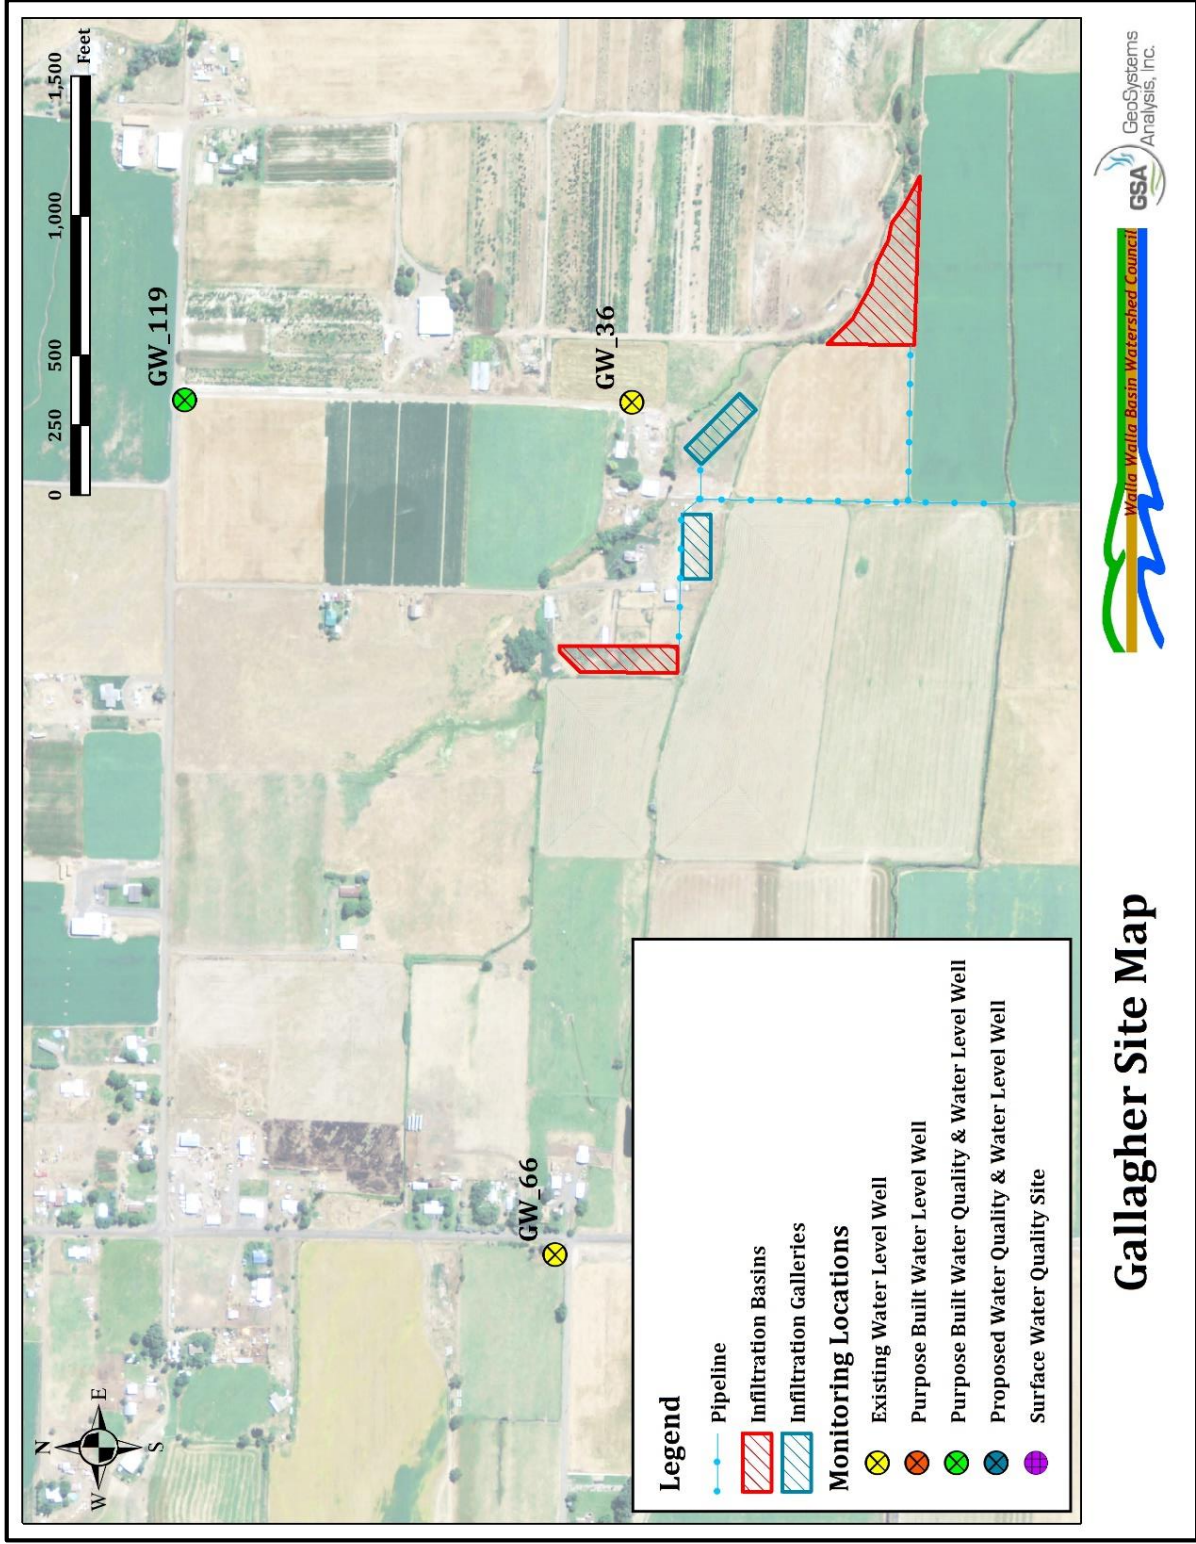 N
W E
S
0 250 500 1,000 1,500
Feet
GW_119
GW_36
GW_66
Legend
Pipeline
Infiltration Basins
Infiltration Galleries
Monitoring Locations
Existing Water Level Well
Purpose Built Water Level Well
Purpose Built Water Quality & Water Level Well
Proposed Water Quality & Water Level Well
Surface Water Quality Site
Gallagher Site Map
Walla Walla Basin Watershed Council
GSA
GeoSystems
Analysis, Inc.